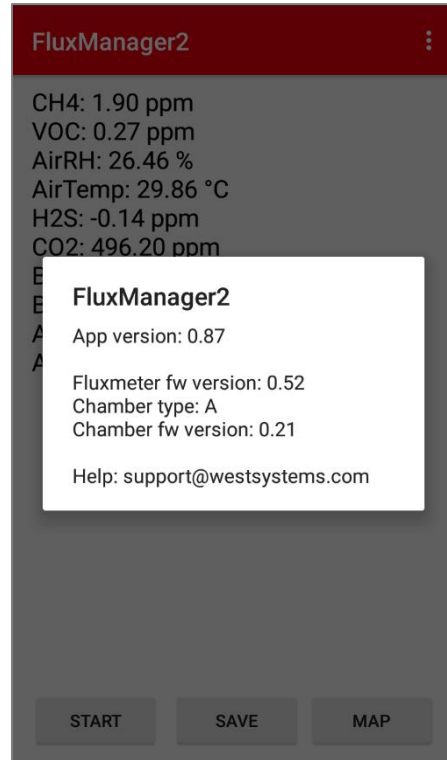 FluxManager2
CH4: 1.90 ppm
VOC: 0.27 ppm
AirRH: 26.46 %
AirTemp: 29.86 °C
H2S: -0.14 ppm
CO2: 496.20 ppm
B
B
A
A
FluxManager2
App version: 0.87
Fluxmeter fw version: 0.52
Chamber type: A
Chamber fw version: 0.21
Help: support@westsystems.com
START
SAVE
MAP